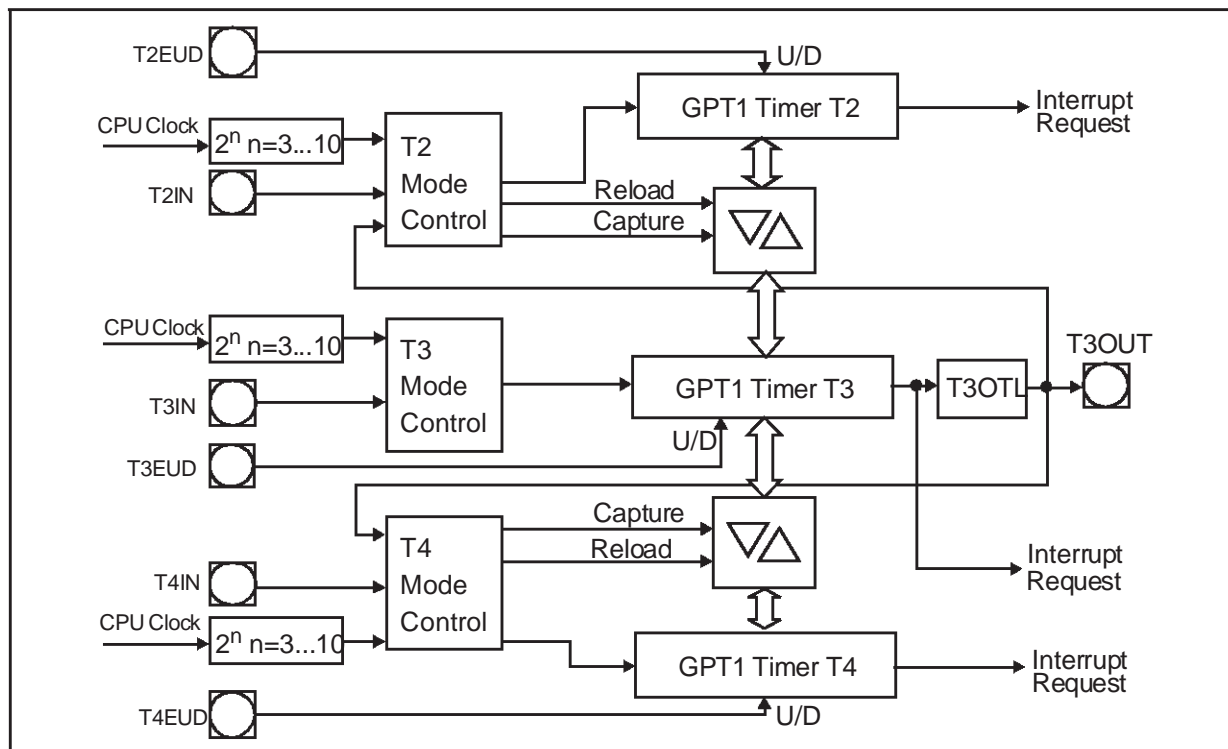 T2EUD
U/D
GPT1 Timer T2
Interrupt
Request
CPU Clock
2ⁿ n=3...10
T2
Mode
Control
T2IN
Reload
Capture
CPU Clock
2ⁿ n=3...10
T3
Mode
Control
T3IN
GPT1 Timer T3
T3OTL
T3OUT
U/D
T3EUD
Capture
Reload
T4
Mode
Control
T4IN
Interrupt
Request
CPU Clock
2ⁿ n=3...10
GPT1 Timer T4
Interrupt
Request
T4EUD
U/D